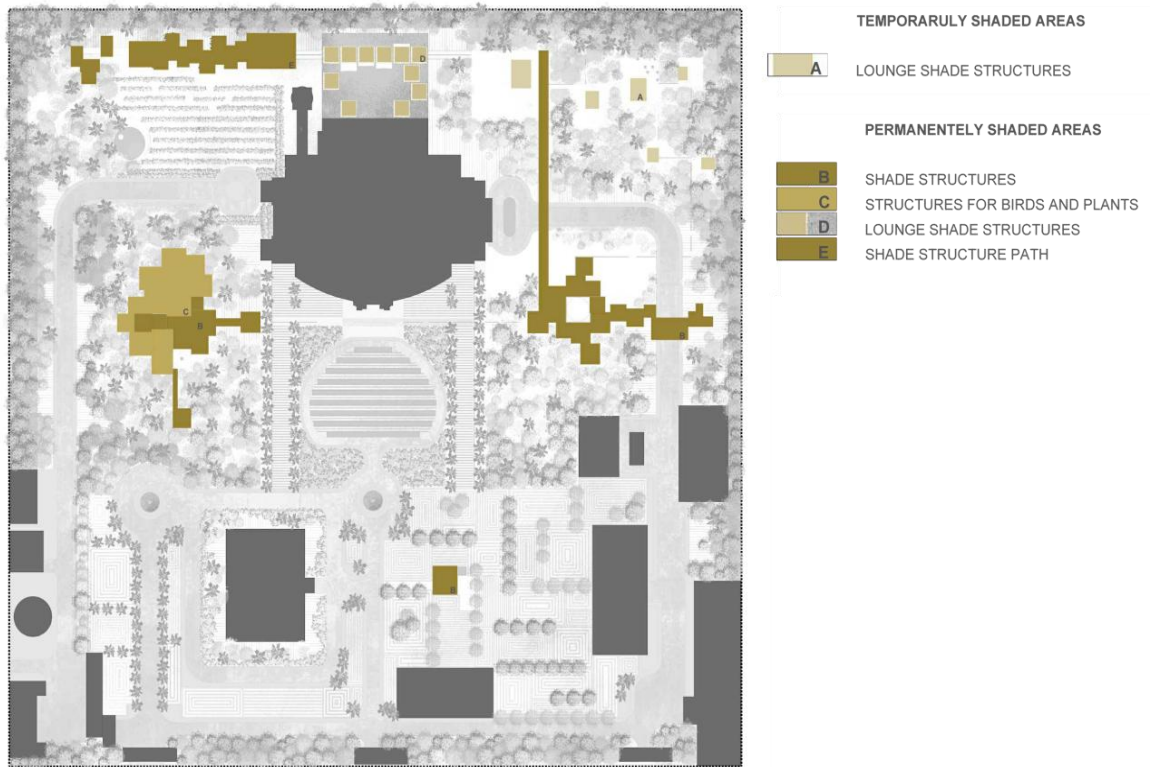 TEMPORARULY SHADED AREAS
A LOUNGE SHADE STRUCTURES
PERMANENTELY SHADED AREAS
B SHADE STRUCTURES
C STRUCTURES FOR BIRDS AND PLANTS
D LOUNGE SHADE STRUCTURES
E SHADE STRUCTURE PATH
E
D
A
C
B
B
B